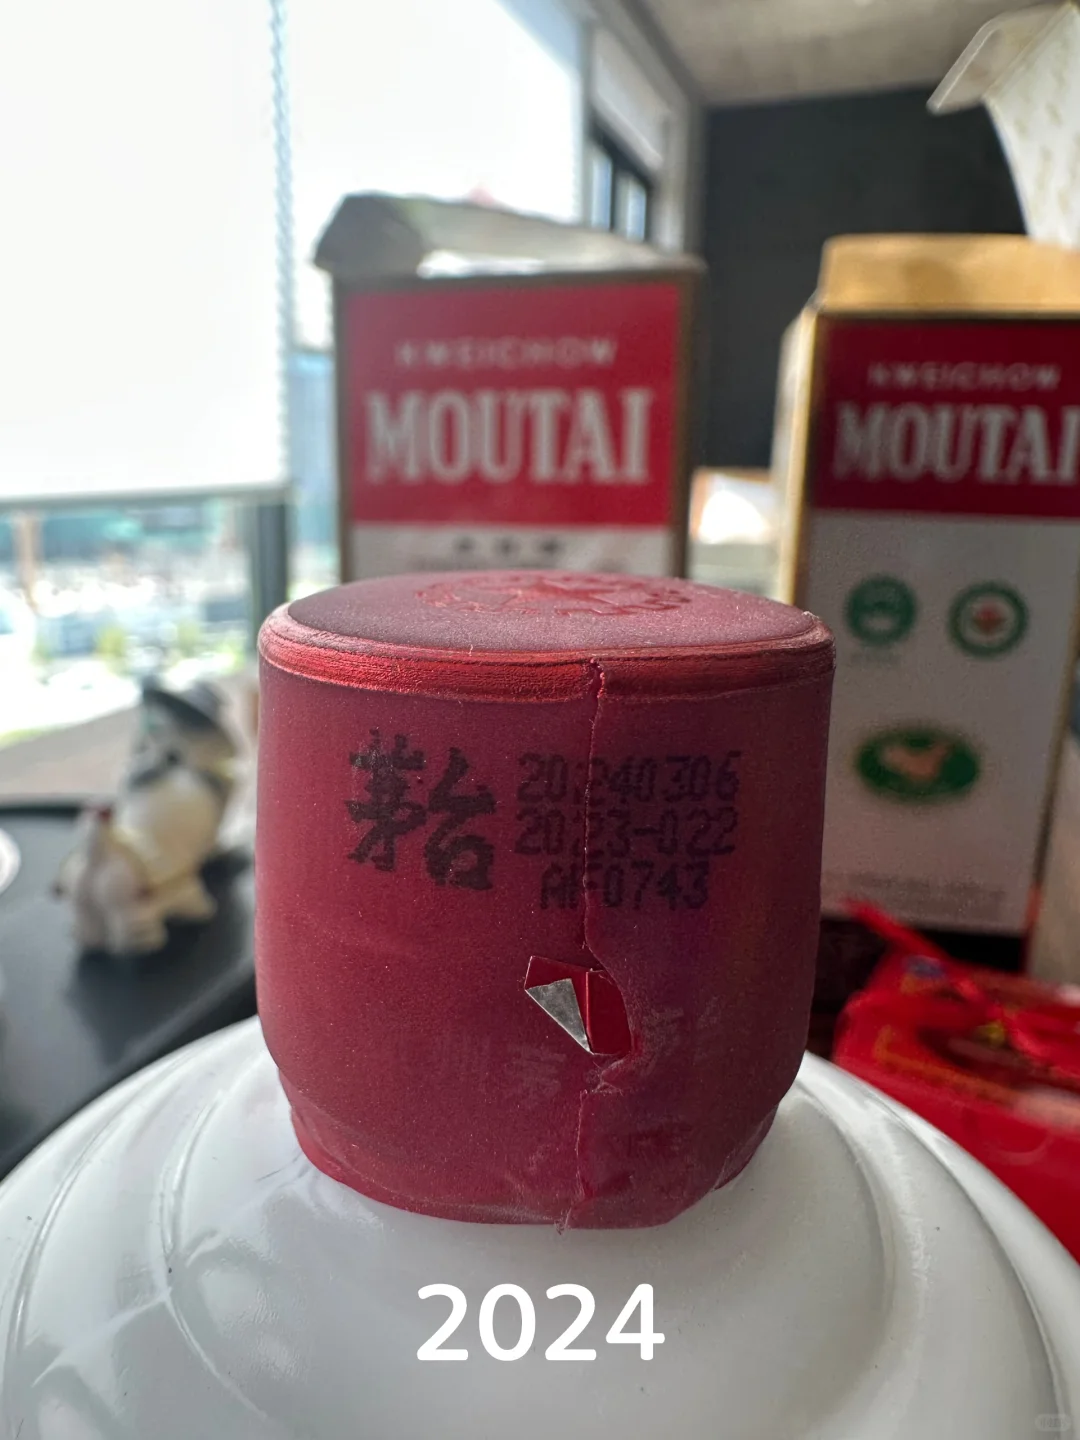 KWEICHOW
MOUTAI
KWEICHOW
MOUTAI
茅台
20240306
2023-022
AF0743
2024